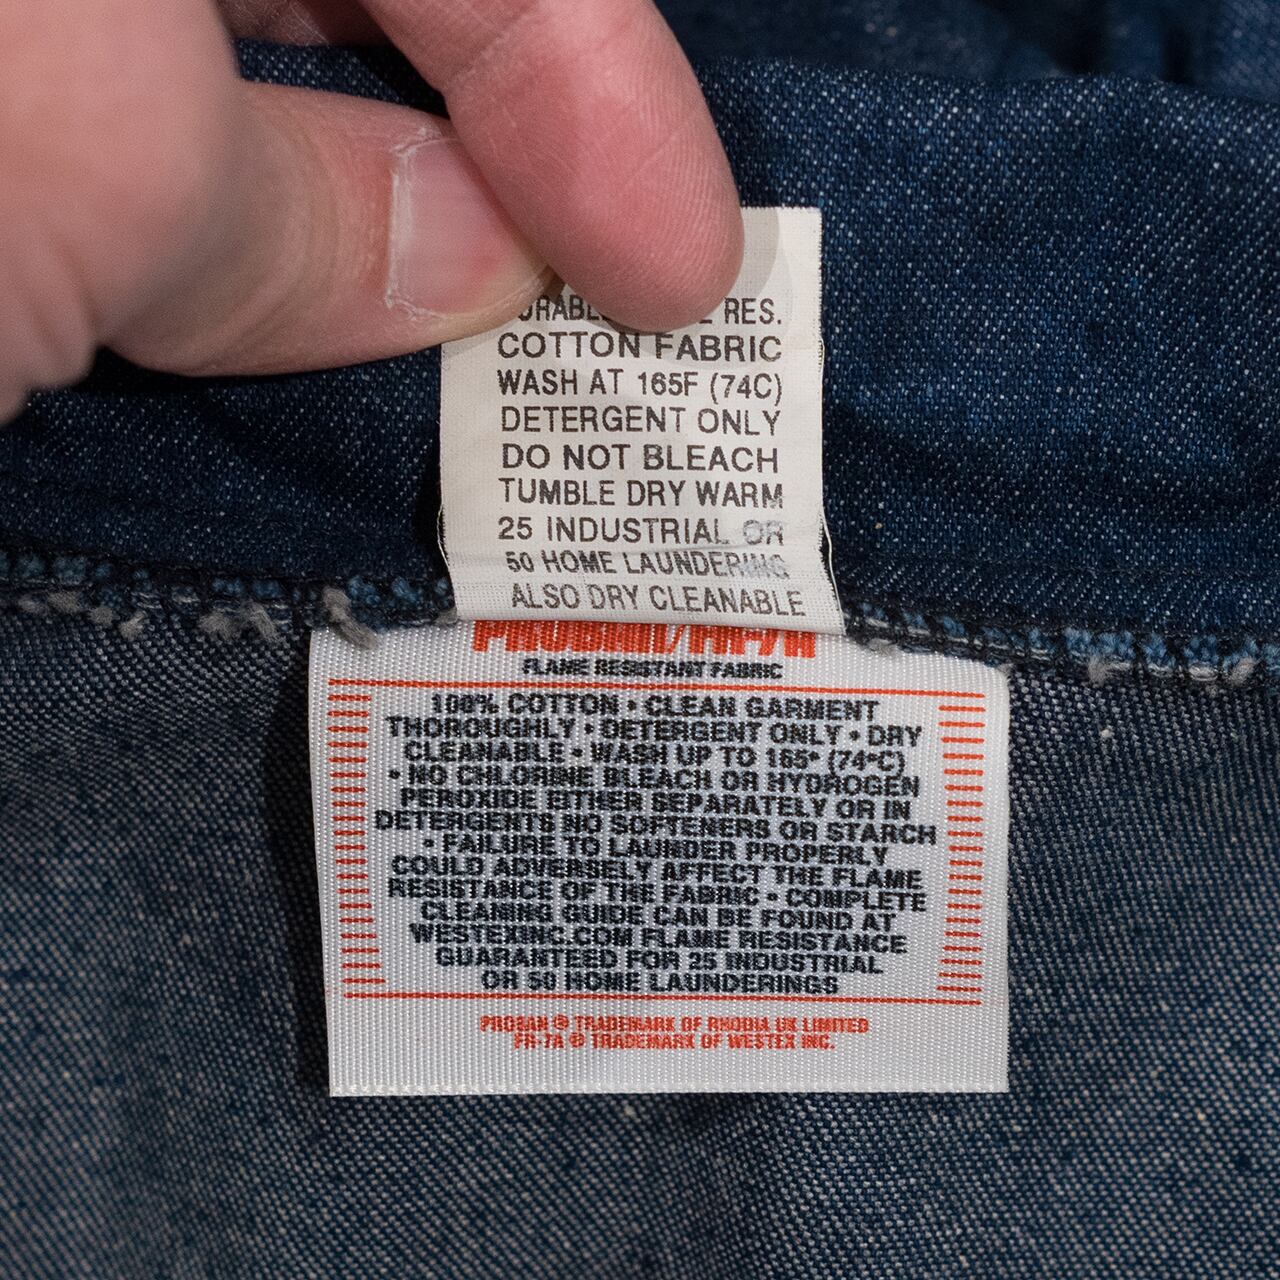 RES.
COTTON FABRIC
WASH AT 165F (74C)
DETERGENT ONLY
DO NOT BLEACH
TUMBLE DRY WARM
25 INDUSTRIAL OR
50 HOME LAUNDERING
ALSO DRY CLEANABLE
FLAME RESISTANT FABRIC
100% COTTON • CLEAN GARMENT
THOROUGHLY • DETERGENT ONLY • DRY
CLEANABLE • WASH UP TO 165° (74°C)
• NO CHLORINE BLEACH OR HYDROGEN
PEROXIDE EITHER SEPARATELY OR IN
DETERGENTS NO SOFTENERS OR STARCH
• FAILURE TO LAUNDER PROPERLY
COULD ADVERSELY AFFECT THE FLAME
RESISTANCE OF THE FABRIC • COMPLETE
CLEANING GUIDE CAN BE FOUND AT
WESTEXINC.COM FLAME RESISTANCE
GUARANTEED FOR 25 INDUSTRIAL
OR 50 HOME LAUNDERINGS
PROBAN ® TRADEMARK OF RHODIA UK LIMITED
FR-7A ® TRADEMARK OF WESTEX INC.